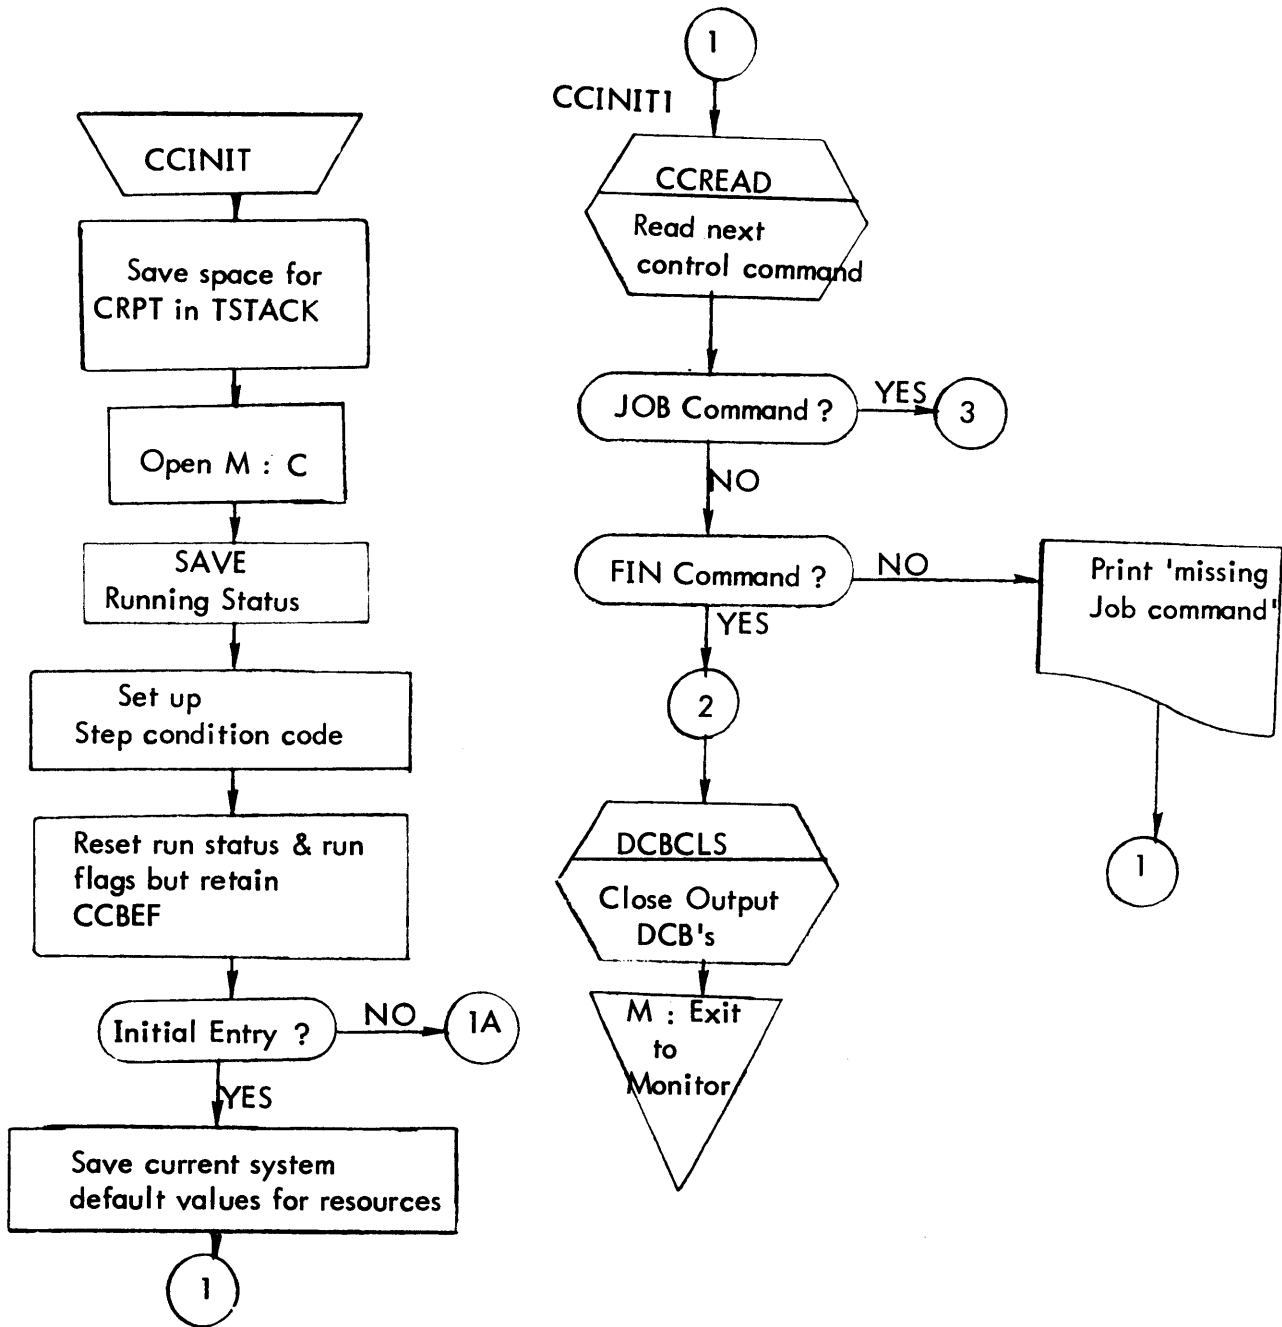 CCINIT
Save space for
CRPT in TSTACK
Open M : C
SAVE
Running Status
Set up
Step condition code
Reset run status & run
flags but retain
CCBEF
Initial Entry ?
NO
1A
YES
Save current system
default values for resources
1
1
CCINIT1
CCREAD
Read next
control command
JOB Command ?
YES
3
NO
FIN Command ?
NO
Print 'missing
Job command'
1
YES
2
DCBCLS
Close Output
DCB's
M : Exit
to
Monitor